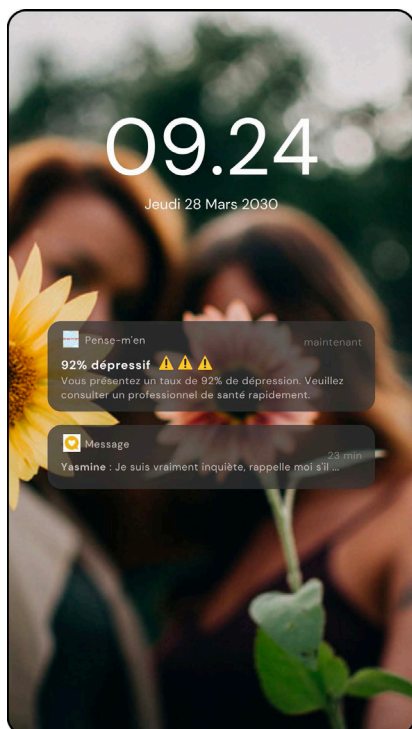 09.24
Jeudi 28 Mars 2030
Pense-m'en
maintenant
92% dépressif ⚠️⚠️⚠️
Vous présentez un taux de 92% de dépression. Veuillez
consulter un professionnel de santé rapidement.
Message
23 min
Yasmine : Je suis vraiment inquiète, rappelle moi s'il ...